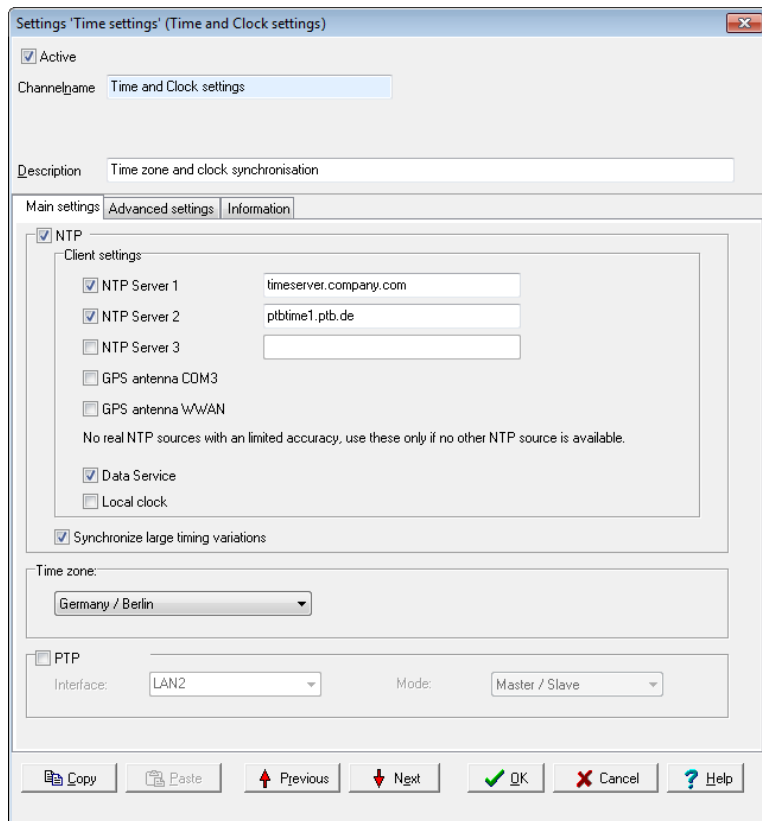 Settings 'Time settings' (Time and Clock settings)
Active
Channelname Time and Clock settings
Description Time zone and clock synchronisation
Main settings Advanced settings Information
NTP
Client settings
NTP Server 1 timeserver.company.com
NTP Server 2 ptbtime1.ptb.de
NTP Server 3
GPS antenna COM3
GPS antenna WWAN
No real NTP sources with an limited accuracy, use these only if no other NTP source is available.
Data Service
Local clock
Synchronize large timing variations
Time zone:
Germany / Berlin
PTP
Interface: LAN2 Mode: Master / Slave
Copy Paste Previous Next OK Cancel Help